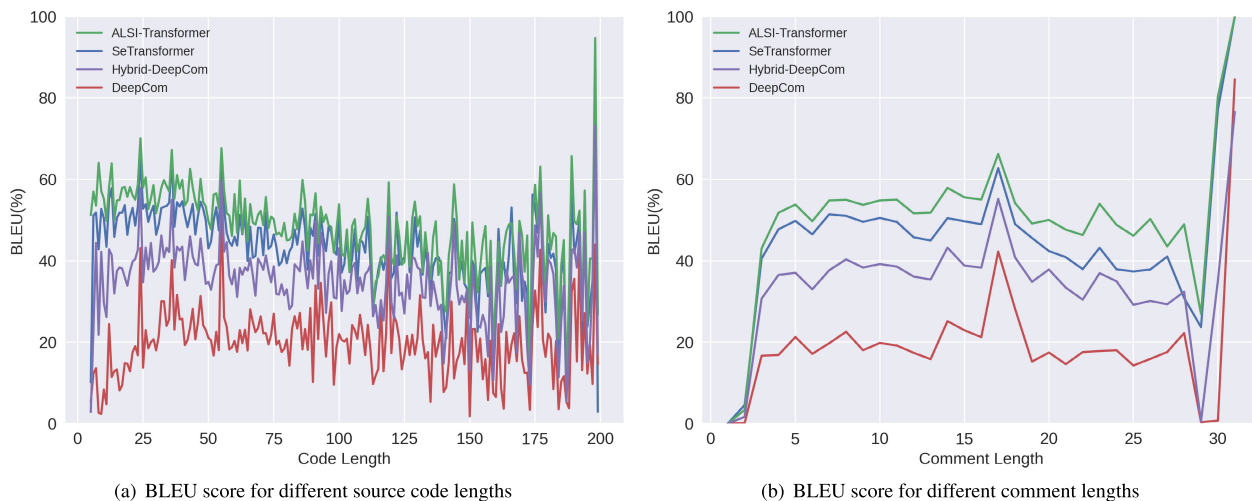 100
80
60
40
20
0
BLEU(%)
ALSI-Transformer
SeTransformer
Hybrid-DeepCom
DeepCom
0 25 50 75 100 125 150 175 200
Code Length
(a) BLEU score for different source code lengths
100
80
60
40
20
0
BLEU(%)
ALSI-Transformer
SeTransformer
Hybrid-DeepCom
DeepCom
0 5 10 15 20 25 30
Comment Length
(b) BLEU score for different comment lengths